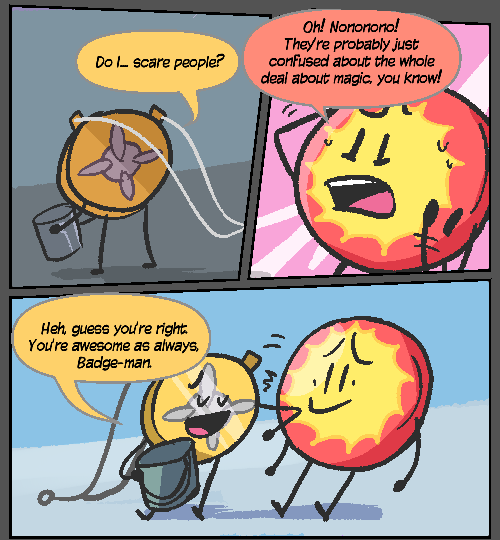 Do I... scare people?
Oh! Nonononо!
They're probably just
confused about the whole
deal about magic, you know!
Heh, guess you're right.
You're awesome as always,
Badge-man.